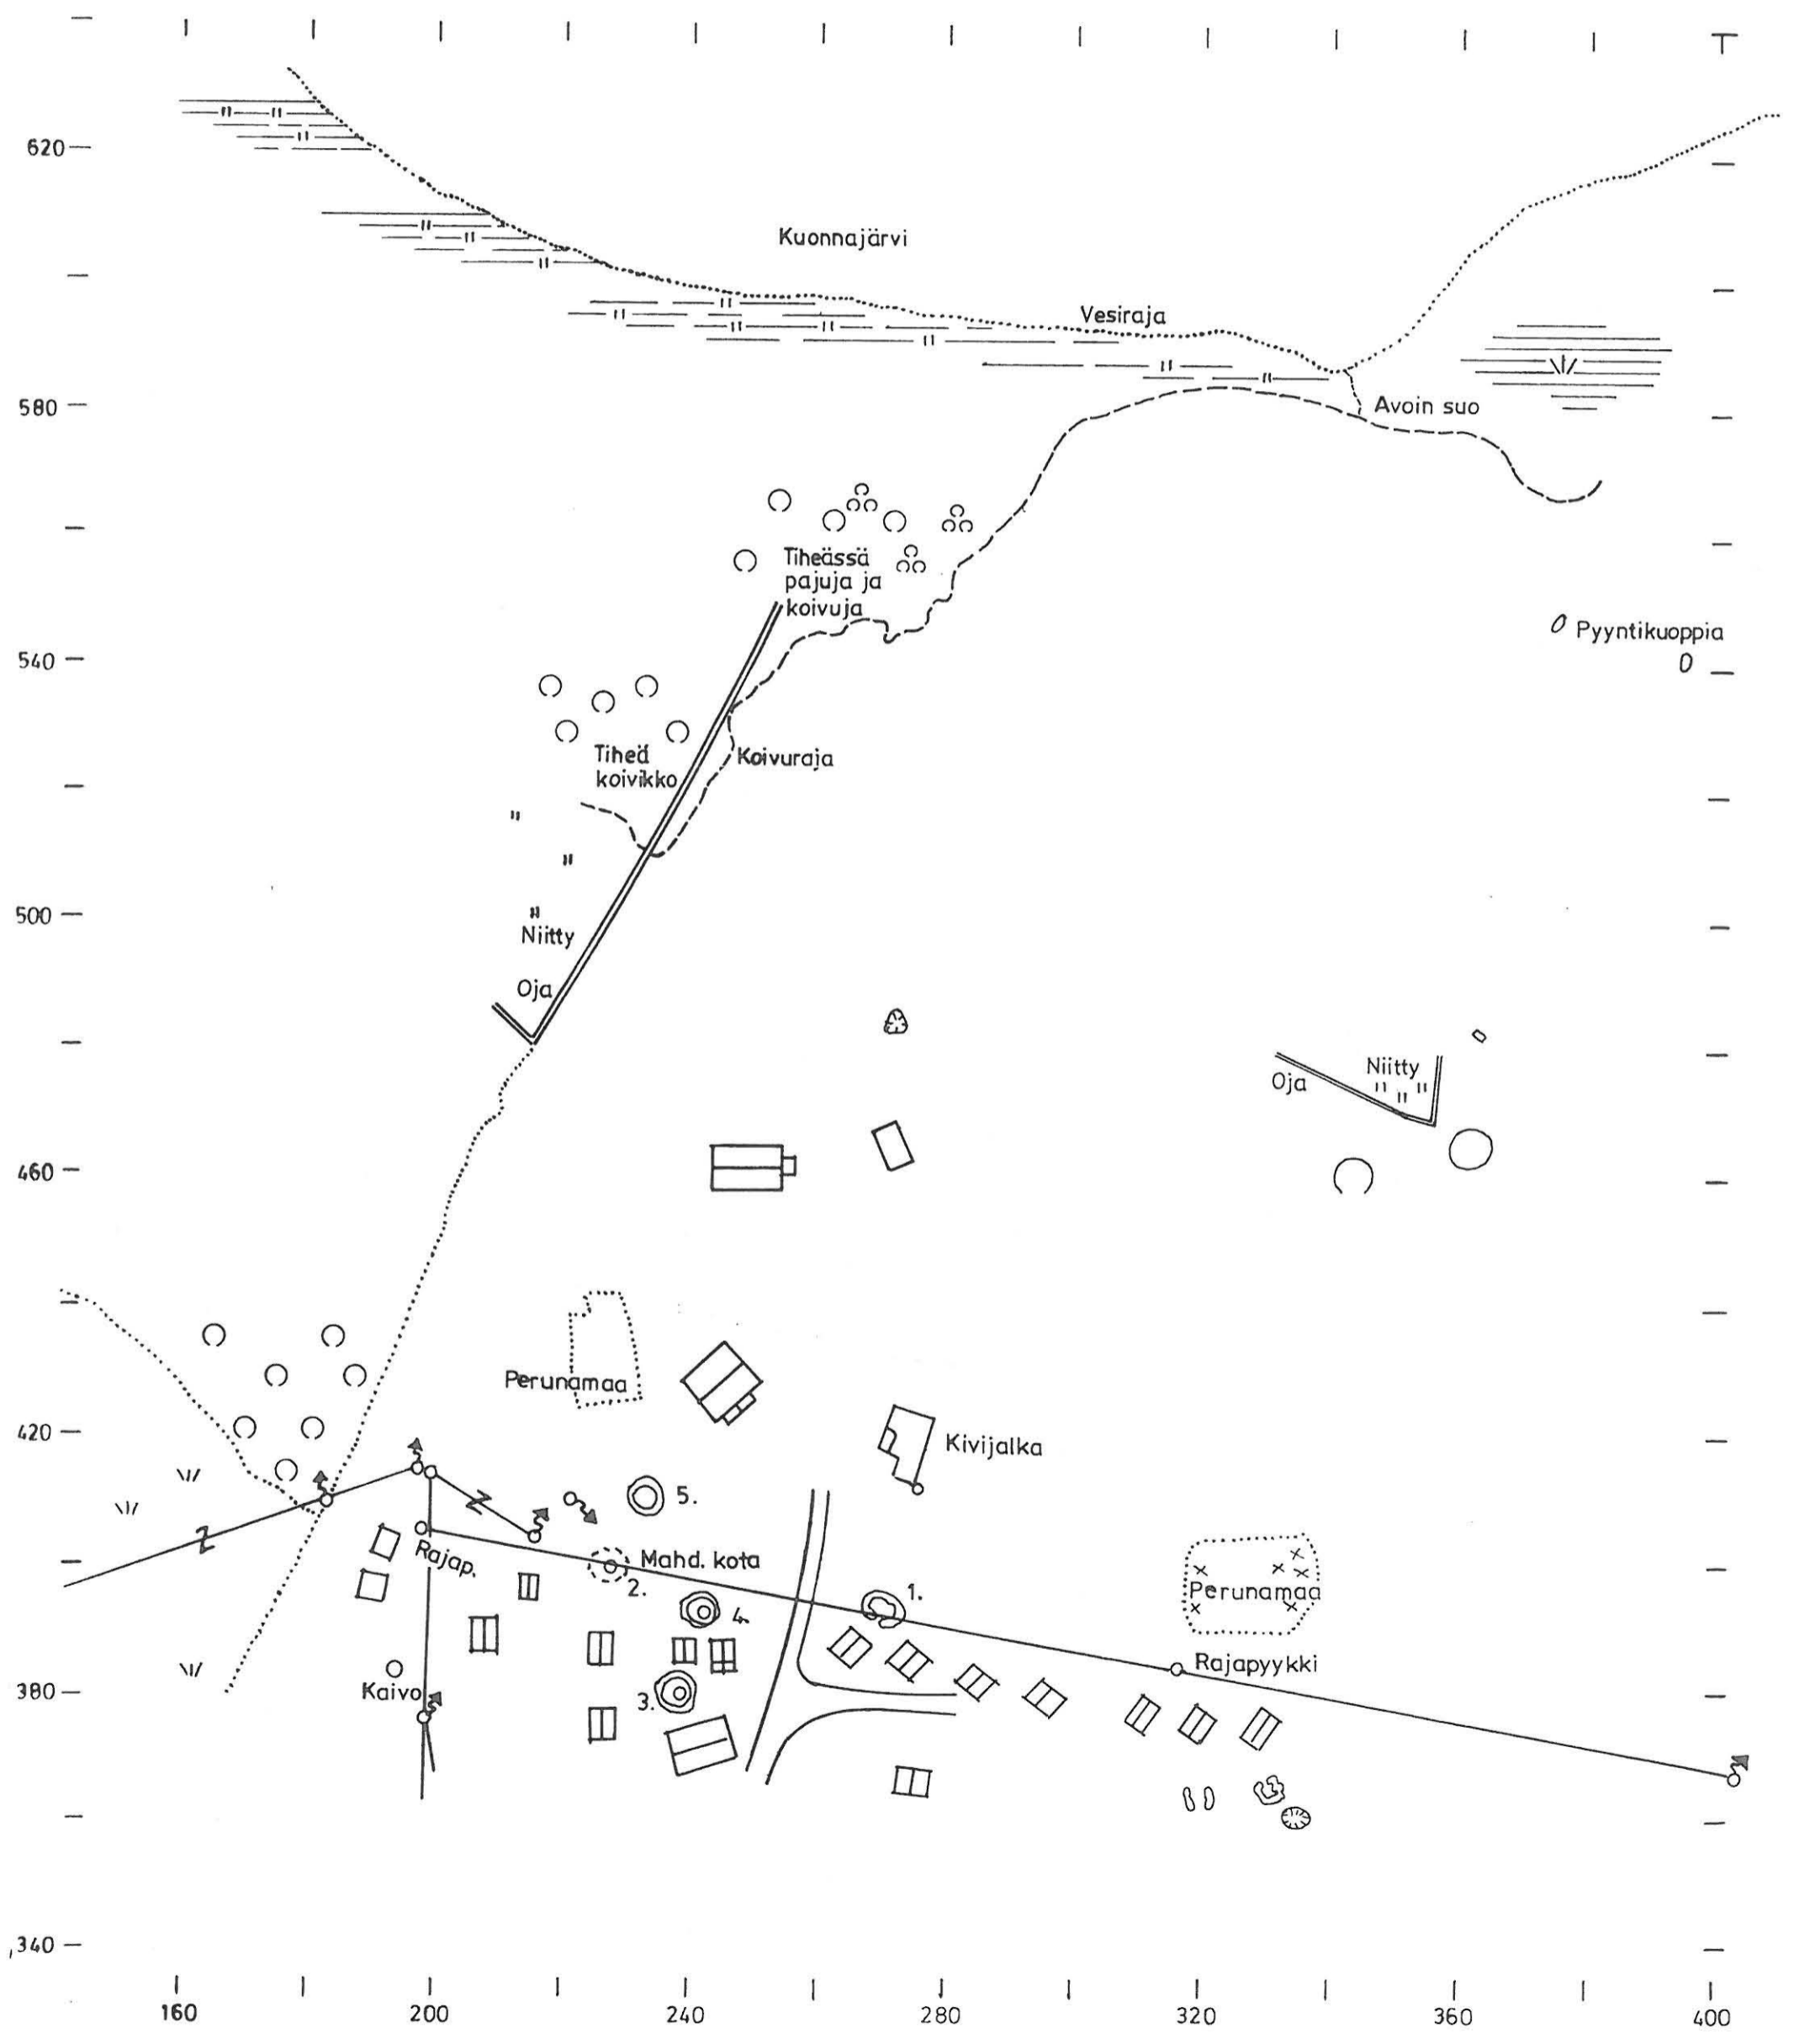 620
Kuonnajärvi
Vesiraja
580
Avoin suo
Tiheässä
pajuja ja
koivuja
Pyyntikuoppia
540
Tiheä
koivikko
Koivuraja
500
Niitty
Oja
Niitty
Oja
460
Perunamaa
420
Kivijalka
5.
Rajap.
Mahd. kota
2.
1.
4.
Perunamaa
Rajapyykki
Kaivo
3.
380
340
160
200
240
280
320
360
400